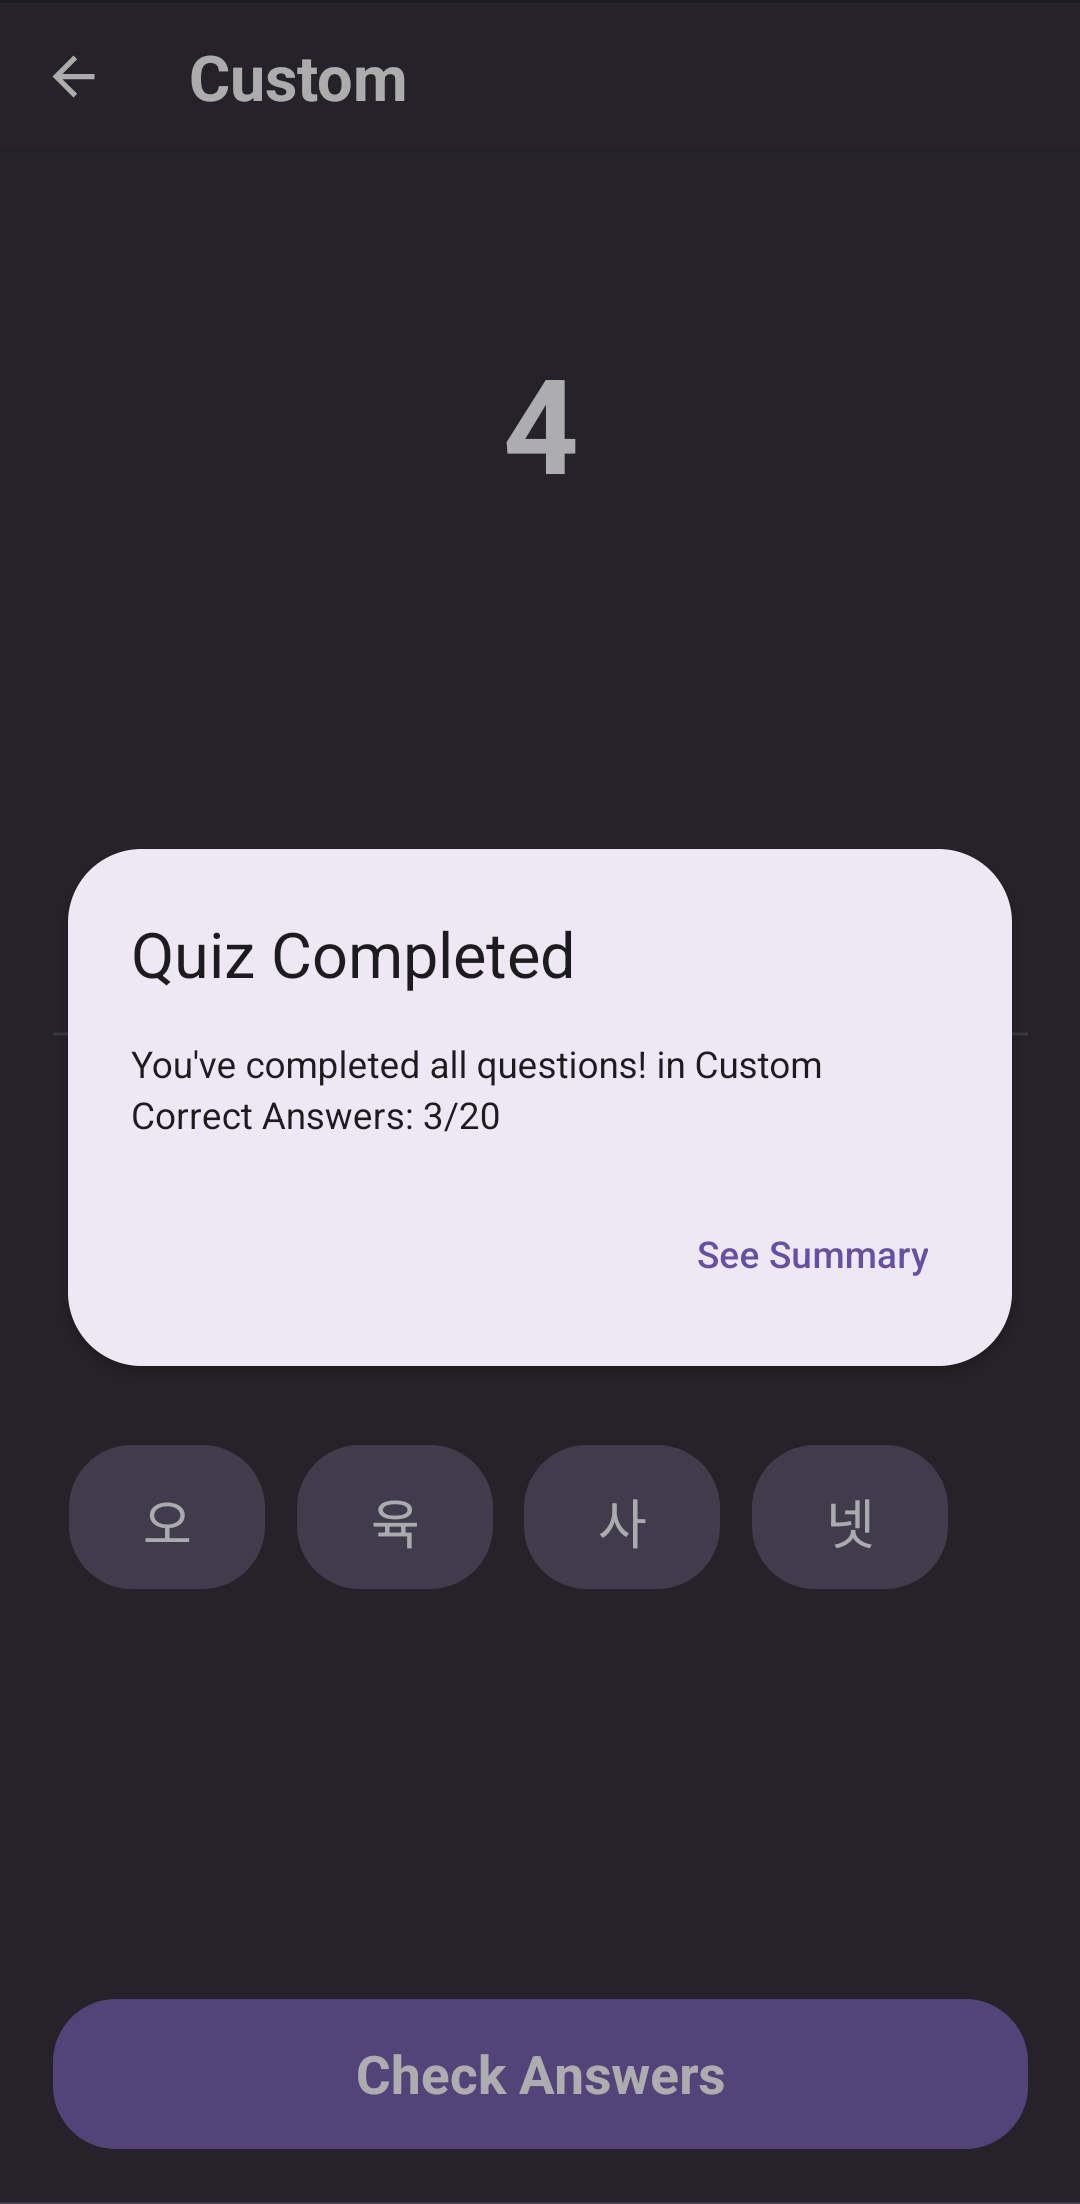 Custom
4
Quiz Completed
You've completed all questions! in Custom
Correct Answers: 3/20
See Summary
오 육 사 넷
Check Answers